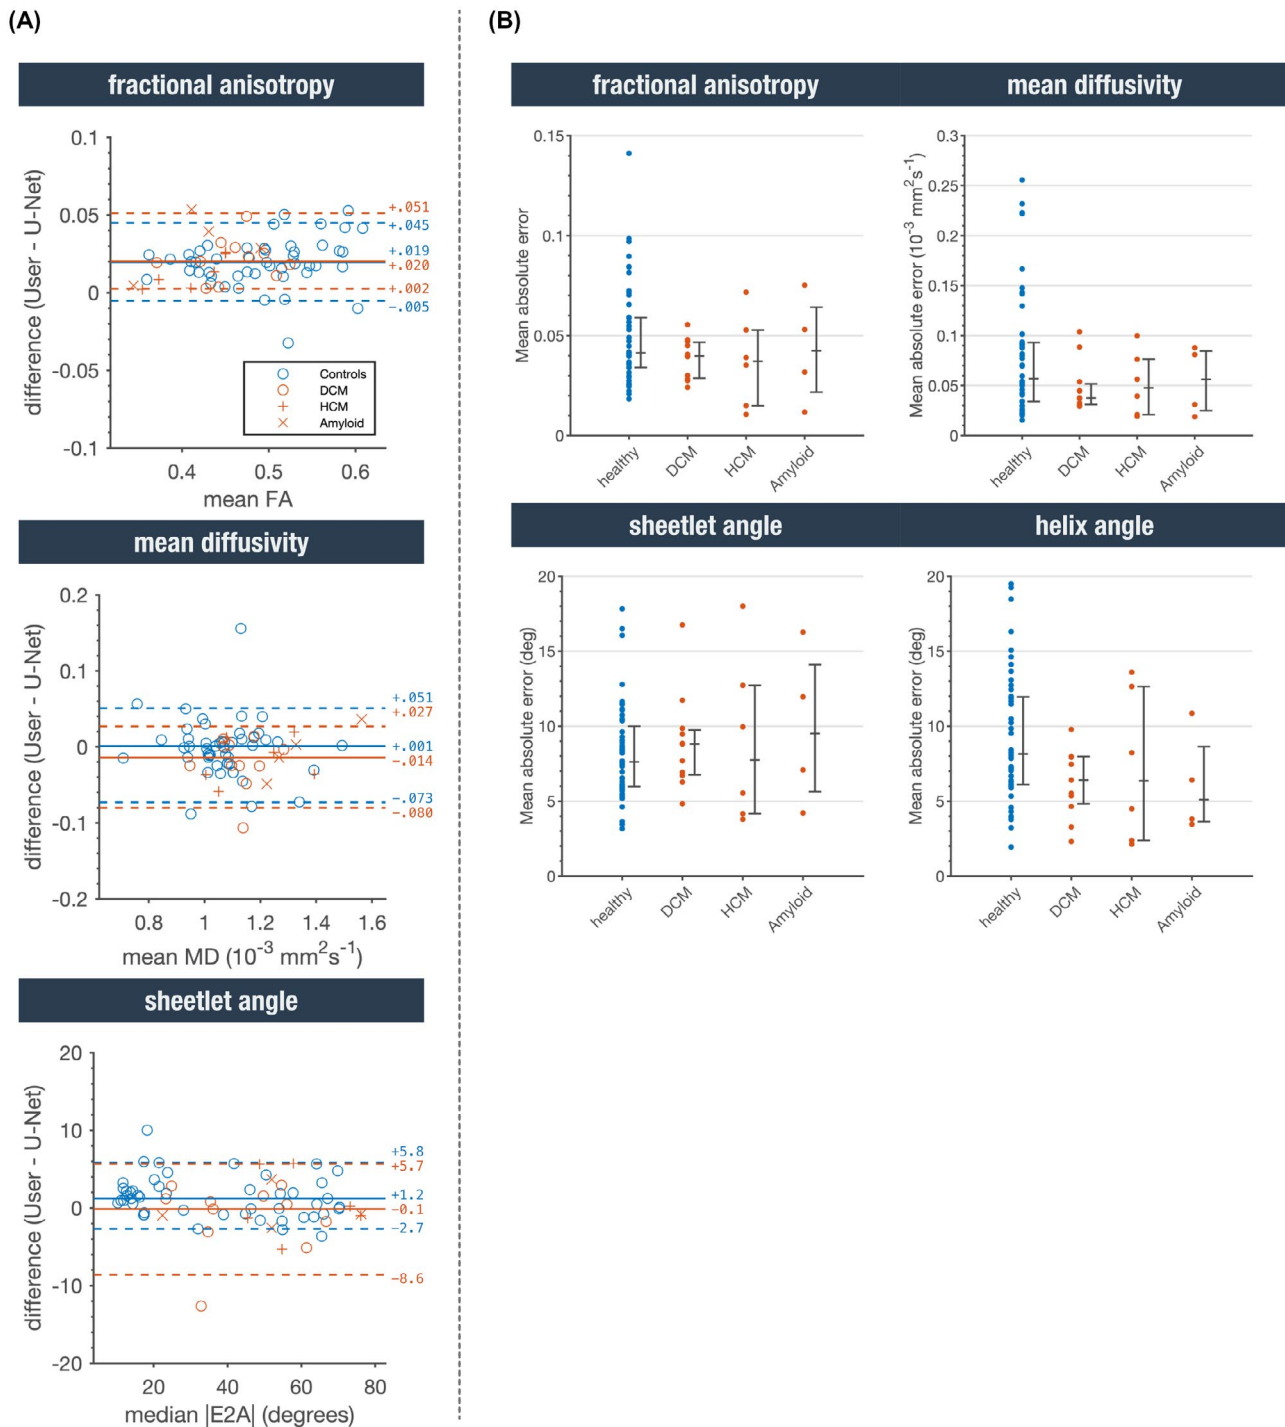 (A)
fractional anisotropy
difference (User - U-Net)
0.1
0.05
0
-0.05
-0.1
+.051
+.045
+.019
+.020
+.002
-.005
Controls
DCM
HCM
Amyloid
0.4 0.5 0.6
mean FA
mean diffusivity
difference (User - U-Net)
0.2
0.1
0
-0.1
-0.2
+.051
+.027
+.001
-.014
-.073
-.080
0.8 1 1.2 1.4 1.6
mean MD (10⁻³ mm²s⁻¹)
sheetlet angle
difference (User - U-Net)
20
10
0
-10
-20
+5.8
+5.7
+1.2
-0.1
-2.7
-8.6
20 40 60 80
median |E2A| (degrees)
(B)
fractional anisotropy
Mean absolute error
0.15
0.1
0.05
0
healthy DCM HCM Amyloid
mean diffusivity
Mean absolute error (10⁻³ mm²s⁻¹)
0.3
0.25
0.2
0.15
0.1
0.05
0
healthy DCM HCM Amyloid
sheetlet angle
Mean absolute error (deg)
20
15
10
5
0
healthy DCM HCM Amyloid
helix angle
Mean absolute error (deg)
20
15
10
5
0
healthy DCM HCM Amyloid